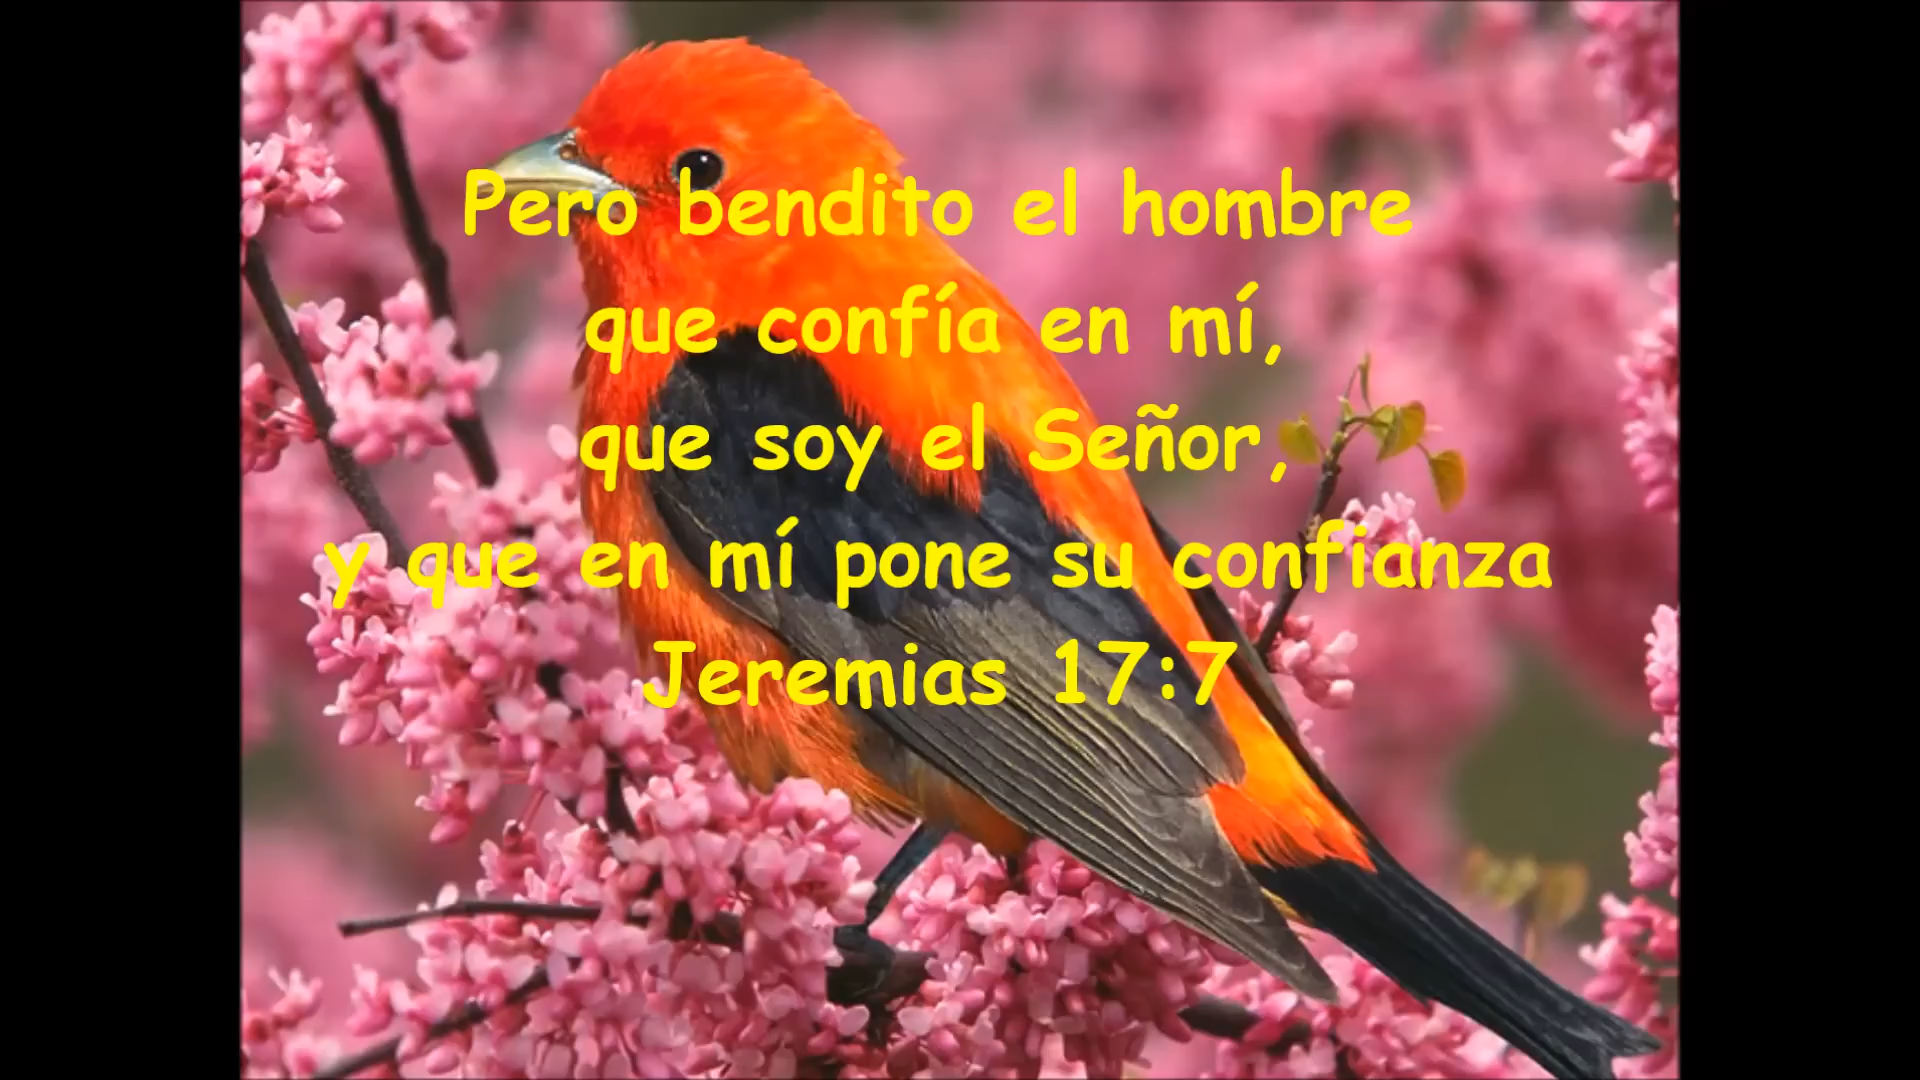 Pero bendito el hombre
que confía en mí,
que soy el Señor,
y que en mí pone su confianza
Jeremias 17:7